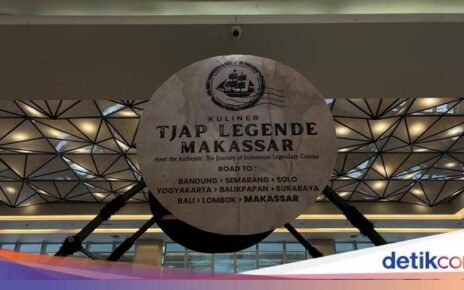 KULINER
TJAP LEGENDE
MAKASSAR
Meet the Authentic: The Journey of Indonesian Legendary Cuisine
ROAD TO :
BANDUNG > SEMARANG > SOLO
YOGYAKARTA > BALIKPAPAN > SURABAYA
BALI > LOMBOK > MAKASSAR
detikcom